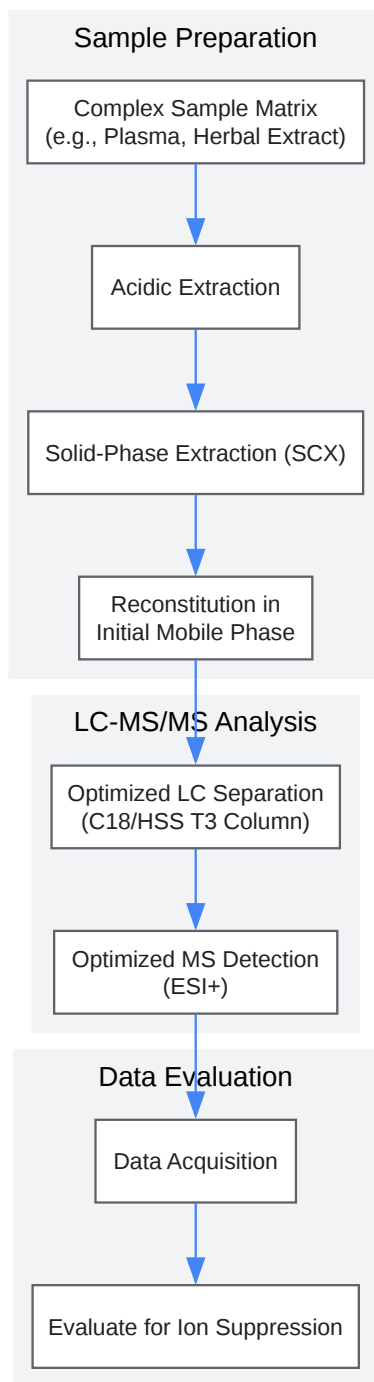 Sample Preparation
Complex Sample Matrix
(e.g., Plasma, Herbal Extract)
Acidic Extraction
Solid-Phase Extraction (SCX)
Reconstitution in
Initial Mobile Phase
LC-MS/MS Analysis
Optimized LC Separation
(C18/HSS T3 Column)
Optimized MS Detection
(ESI+)
Data Evaluation
Data Acquisition
Evaluate for Ion Suppression